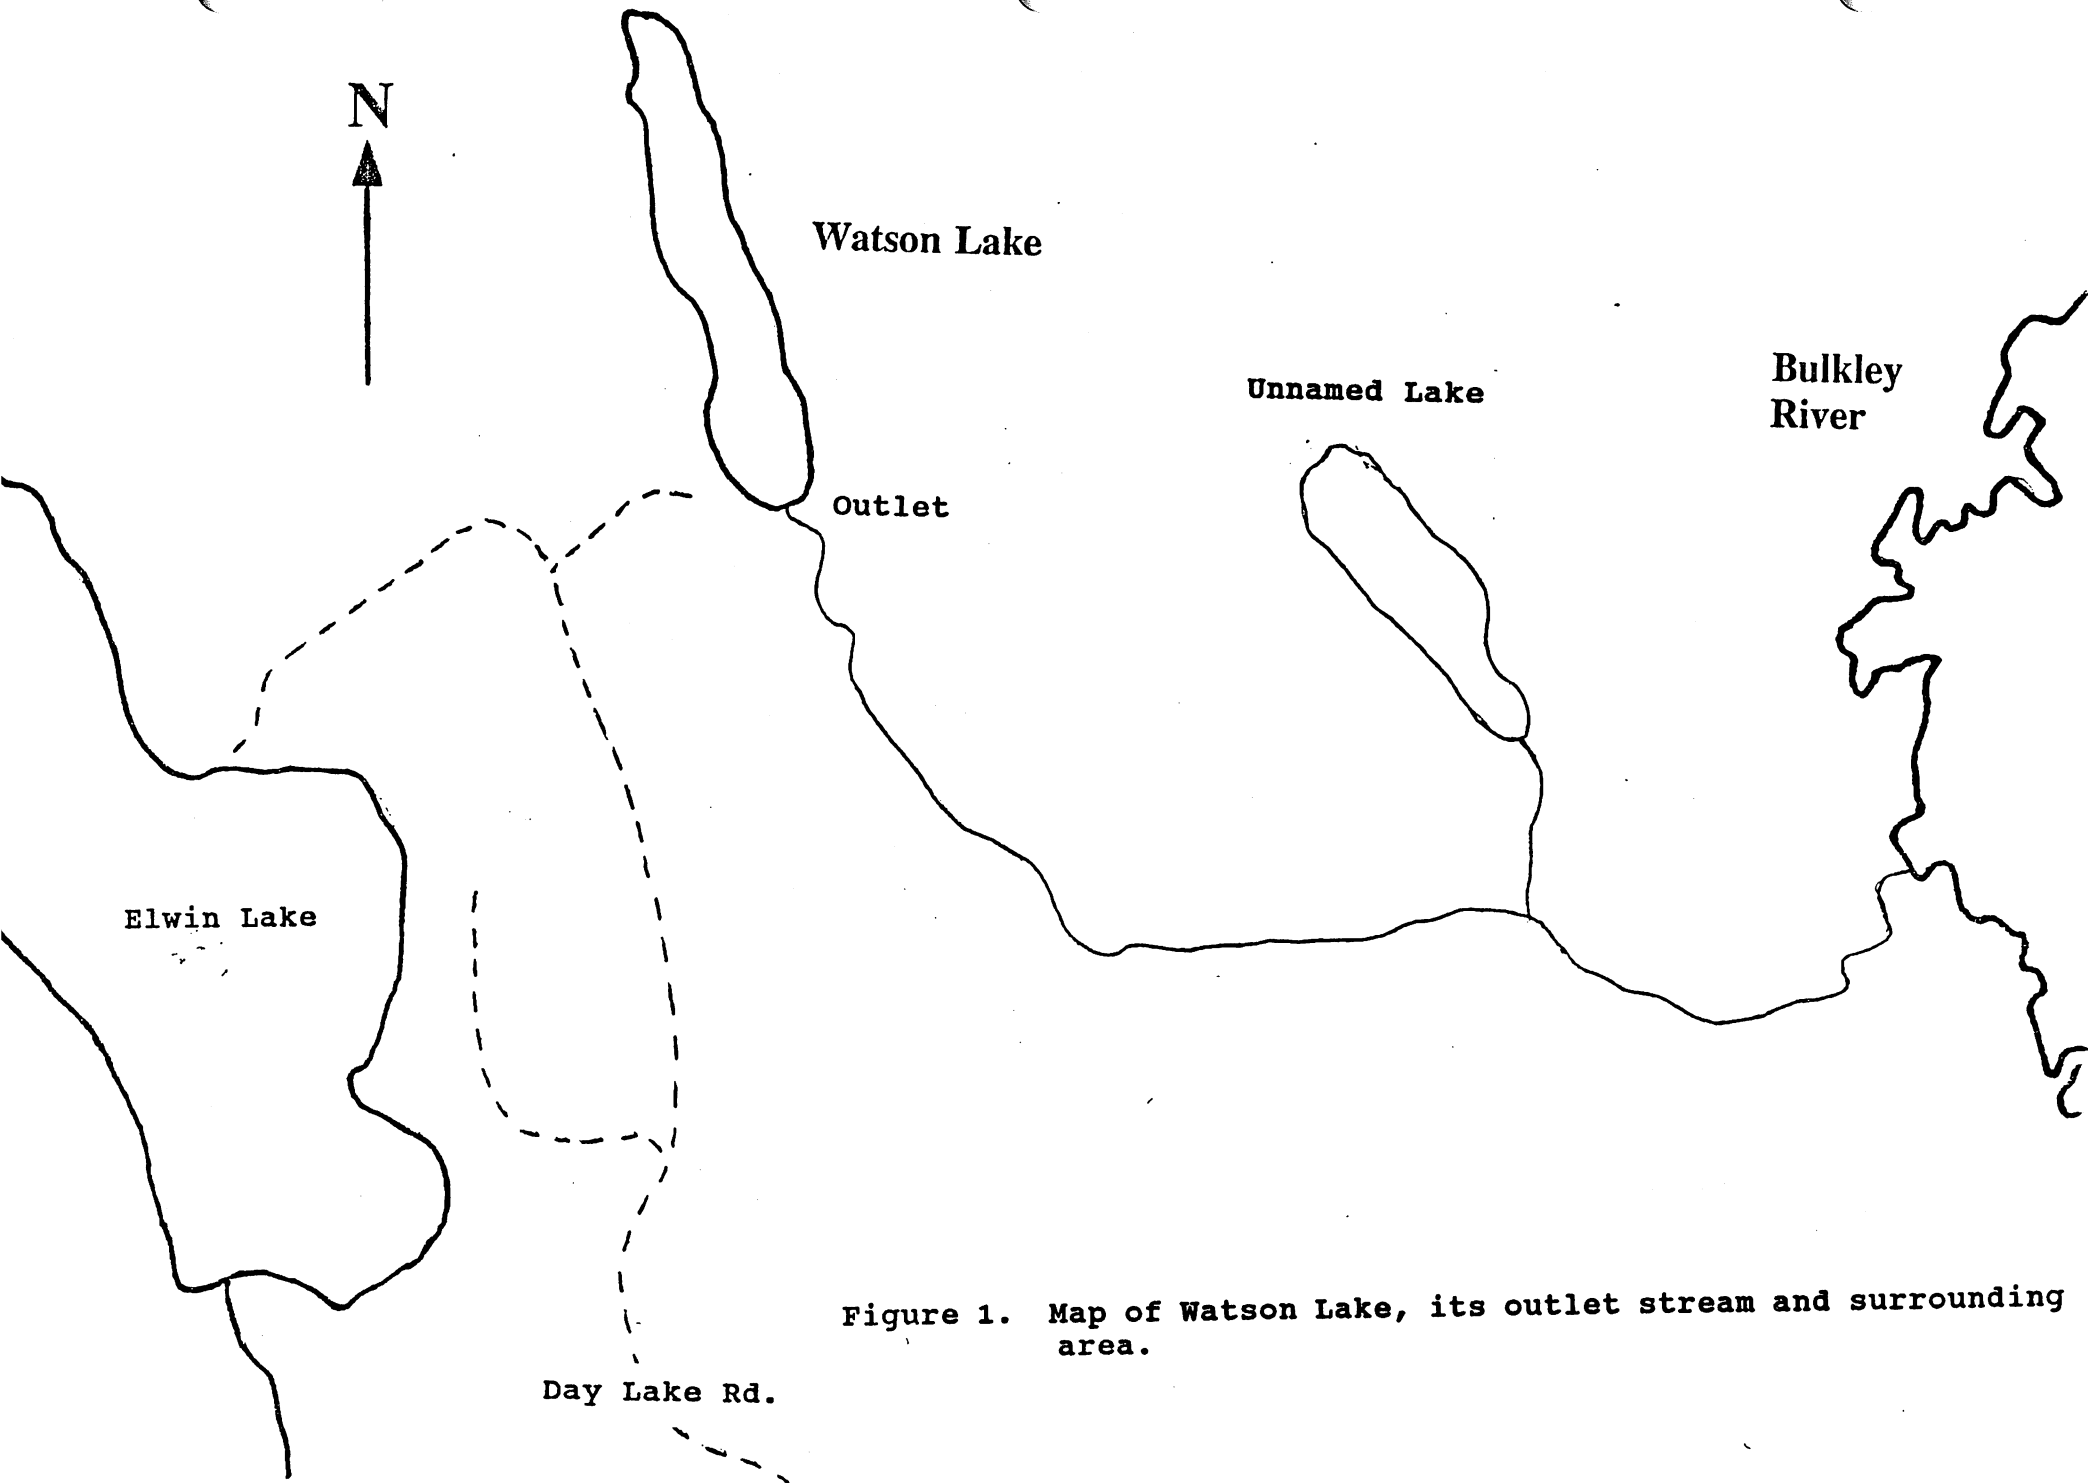 N
Watson Lake
Unnamed Lake
Bulkley
River
Outlet
Elwin Lake
Figure 1. Map of Watson Lake, its outlet stream and surrounding
area.
Day Lake Rd.